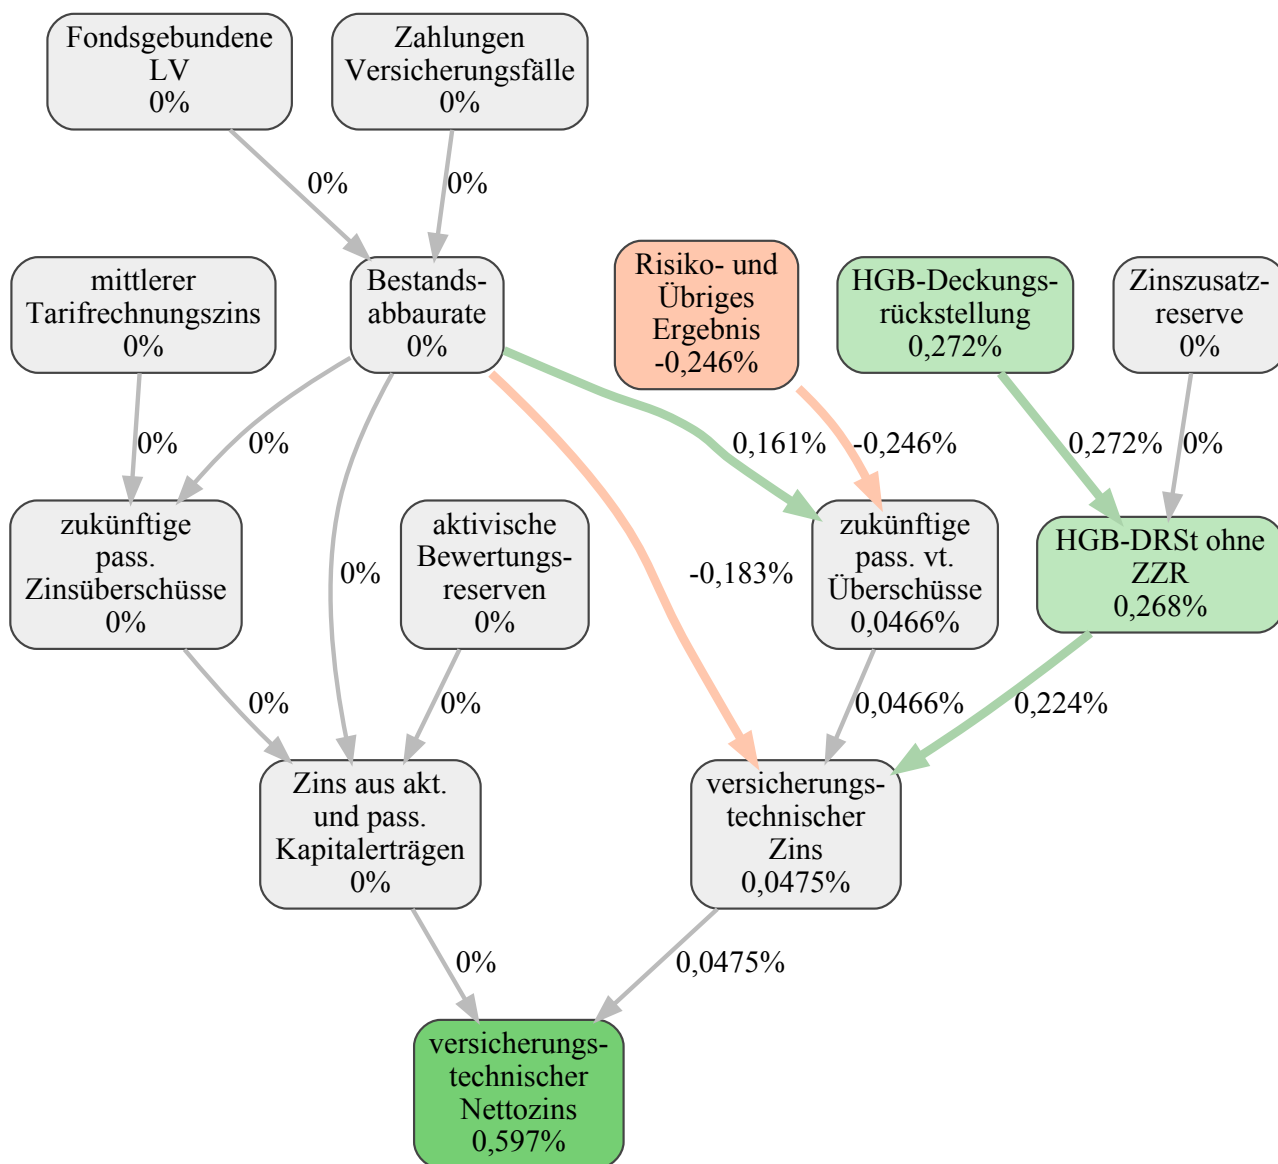 Fondsgebundene
LV
0%
Zahlungen
Versicherungsfälle
0%
0%
0%
mittlerer
Tarifrechnungszins
0%
Bestands-
abbaurate
0%
Risiko- und
Übriges
Ergebnis
-0,246%
HGB-Deckungs-
rückstellung
0,272%
Zinszusatz-
reserve
0%
0%
0%
0,161%
-0,246%
0,272%
0%
zukünftige
pass.
Zinsüberschüsse
0%
0%
aktivische
Bewertungs-
reserven
0%
-0,183%
zukünftige
pass. vt.
Überschüsse
0,0466%
HGB-DRSt ohne
ZZR
0,268%
0%
0%
0,0466%
0,224%
Zins aus akt.
und pass.
Kapitalerträgen
0%
versicherungs-
technischer
Zins
0,0475%
0%
0,0475%
versicherungs-
technischer
Nettozins
0,597%